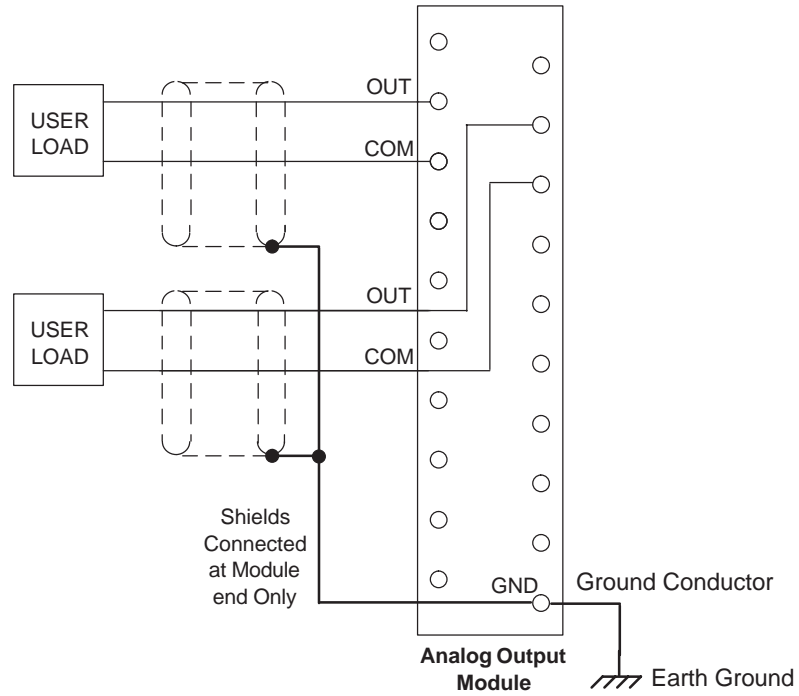 OUT
USER
LOAD
COM
OUT
USER
LOAD
COM
Shields
Connected
at Module
end Only
GND
Ground Conductor
Analog Output
Module
Earth Ground